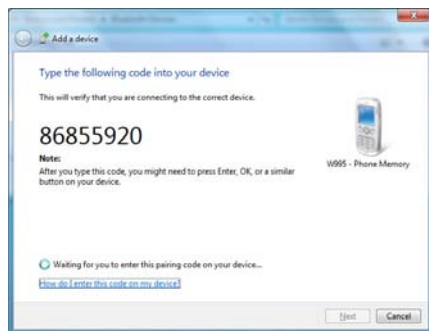 Add a device
Type the following code into your device
This will verify that you are connecting to the correct device.
86855920
Note:
After you type this code, you might need to press Enter, OK, or a similar
button on your device.
W995 - Phone Memory
Waiting for you to enter this pairing code on your device...
How do I enter this code on my device?
Next
Cancel